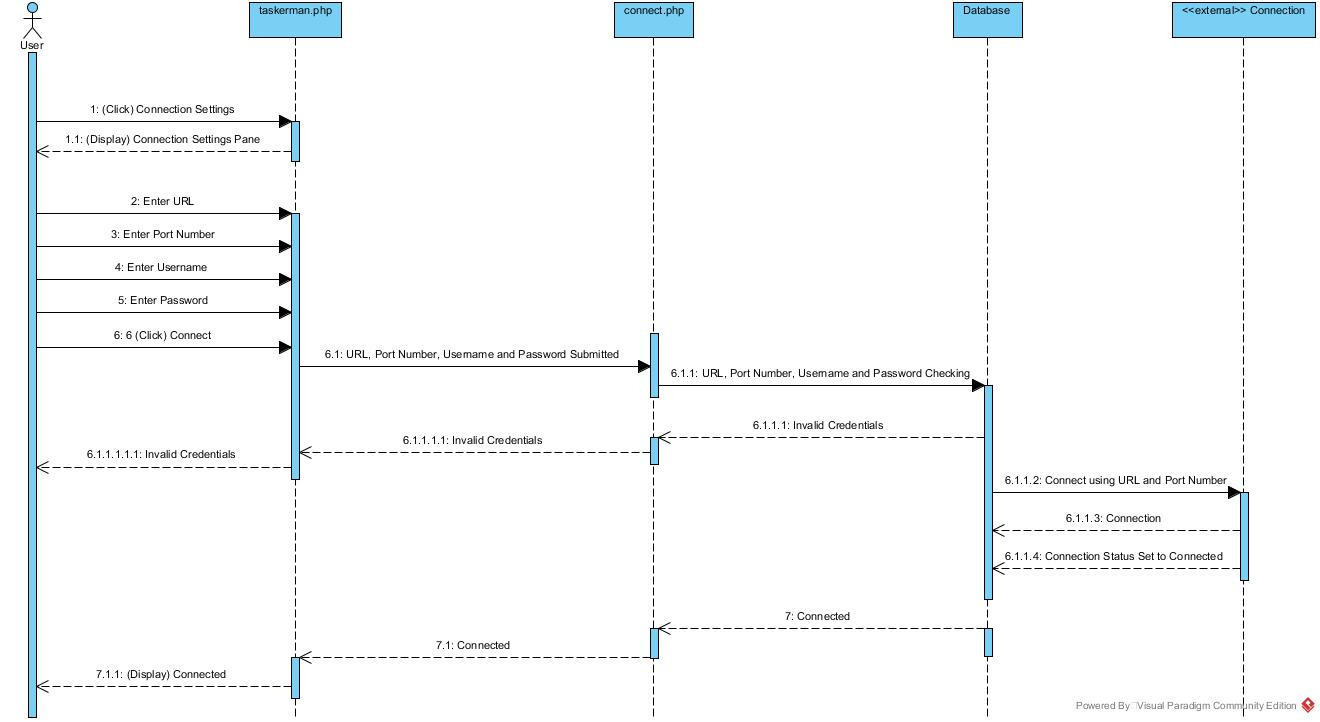 taskerman.php
connect.php
Database
<<external>> Connection
User
1: (Click) Connection Settings
1.1: (Display) Connection Settings Pane
2: Enter URL
3: Enter Port Number
4: Enter Username
5: Enter Password
6: 6 (Click) Connect
6.1: URL, Port Number, Username and Password Submitted
6.1.1: URL, Port Number, Username and Password Checking
6.1.1.1: Invalid Credentials
6.1.1.1.1: Invalid Credentials
6.1.1.1.1.1: Invalid Credentials
6.1.1.2: Connect using URL and Port Number
6.1.1.3: Connection
6.1.1.4: Connection Status Set to Connected
7: Connected
7.1: Connected
7.1.1: (Display) Connected
Powered By Visual Paradigm Community Edition